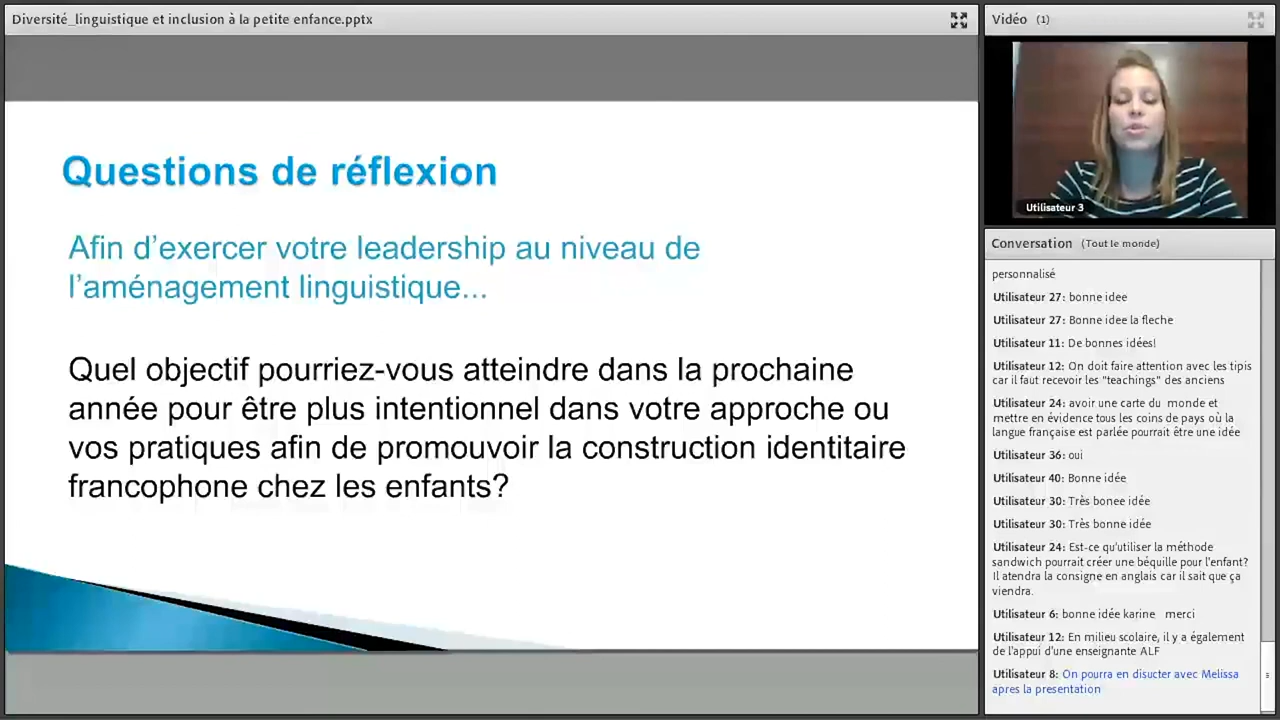 Diversité_linguistique et inclusion à la petite enfance.pptx
Questions de réflexion
Afin d’exercer votre leadership au niveau de
l’aménagement linguistique...
Quel objectif pourriez-vous atteindre dans la prochaine
année pour être plus intentionnel dans votre approche ou
vos pratiques afin de promouvoir la construction identitaire
francophone chez les enfants?
Vidéo (1)
Utilisateur 3
Conversation (Tout le monde)
personnalisé
Utilisateur 27: bonne idee
Utilisateur 27: Bonne idee la fleche
Utilisateur 11: De bonnes idées!
Utilisateur 12: On doit faire attention avec les tipis
car il faut recevoir les "teachings" des anciens
Utilisateur 24: avoir une carte du monde et
mettre en évidence tous les coins de pays où la
langue française est parlée pourrait être une idée
Utilisateur 36: oui
Utilisateur 40: Bonne idée
Utilisateur 30: Très bonee idée
Utilisateur 30: Très bonne idée
Utilisateur 24: Est-ce qu'utiliser la méthode
sandwich pourrait créer une béquille pour l'enfant?
Il atendra la consigne en anglais car il sait que ça
viendra.
Utilisateur 6: bonne idée karine merci
Utilisateur 12: En milieu scolaire, il y a également
de l'appui d'une enseignante ALF
Utilisateur 8: On pourra en disucter avec Melissa
apres la presentation